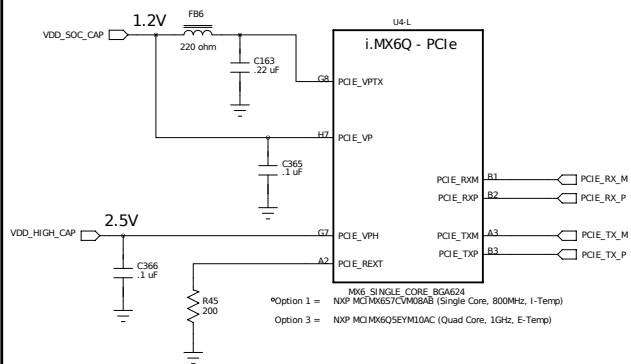 U4-L
i.MX6Q - PCIe
1.2V
FB6
VDD_SOC_CAP
220 ohm
C163
.22 uF
G8 PCIE_VPTX
H7 PCIE_VP
C365
.1 uF
PCIE_RXM B1 PCIE_RX_M
PCIE_RXP B2 PCIE_RX_P
2.5V
VDD_HIGH_CAP
G7 PCIE_VPH
PCIE_TXM A3 PCIE_TX_M
PCIE_TXP B3 PCIE_TX_P
A2 PCIE_REXT
C366
.1 uF
R45
200
MX6_SINGLE_CORE_BGA624
Option 1 = NXP MCIMX6S7CVM08AB (Single Core, 800MHz, I-Temp)
Option 3 = NXP MCIMX6Q5EYM10AC (Quad Core, 1GHz, E-Temp)